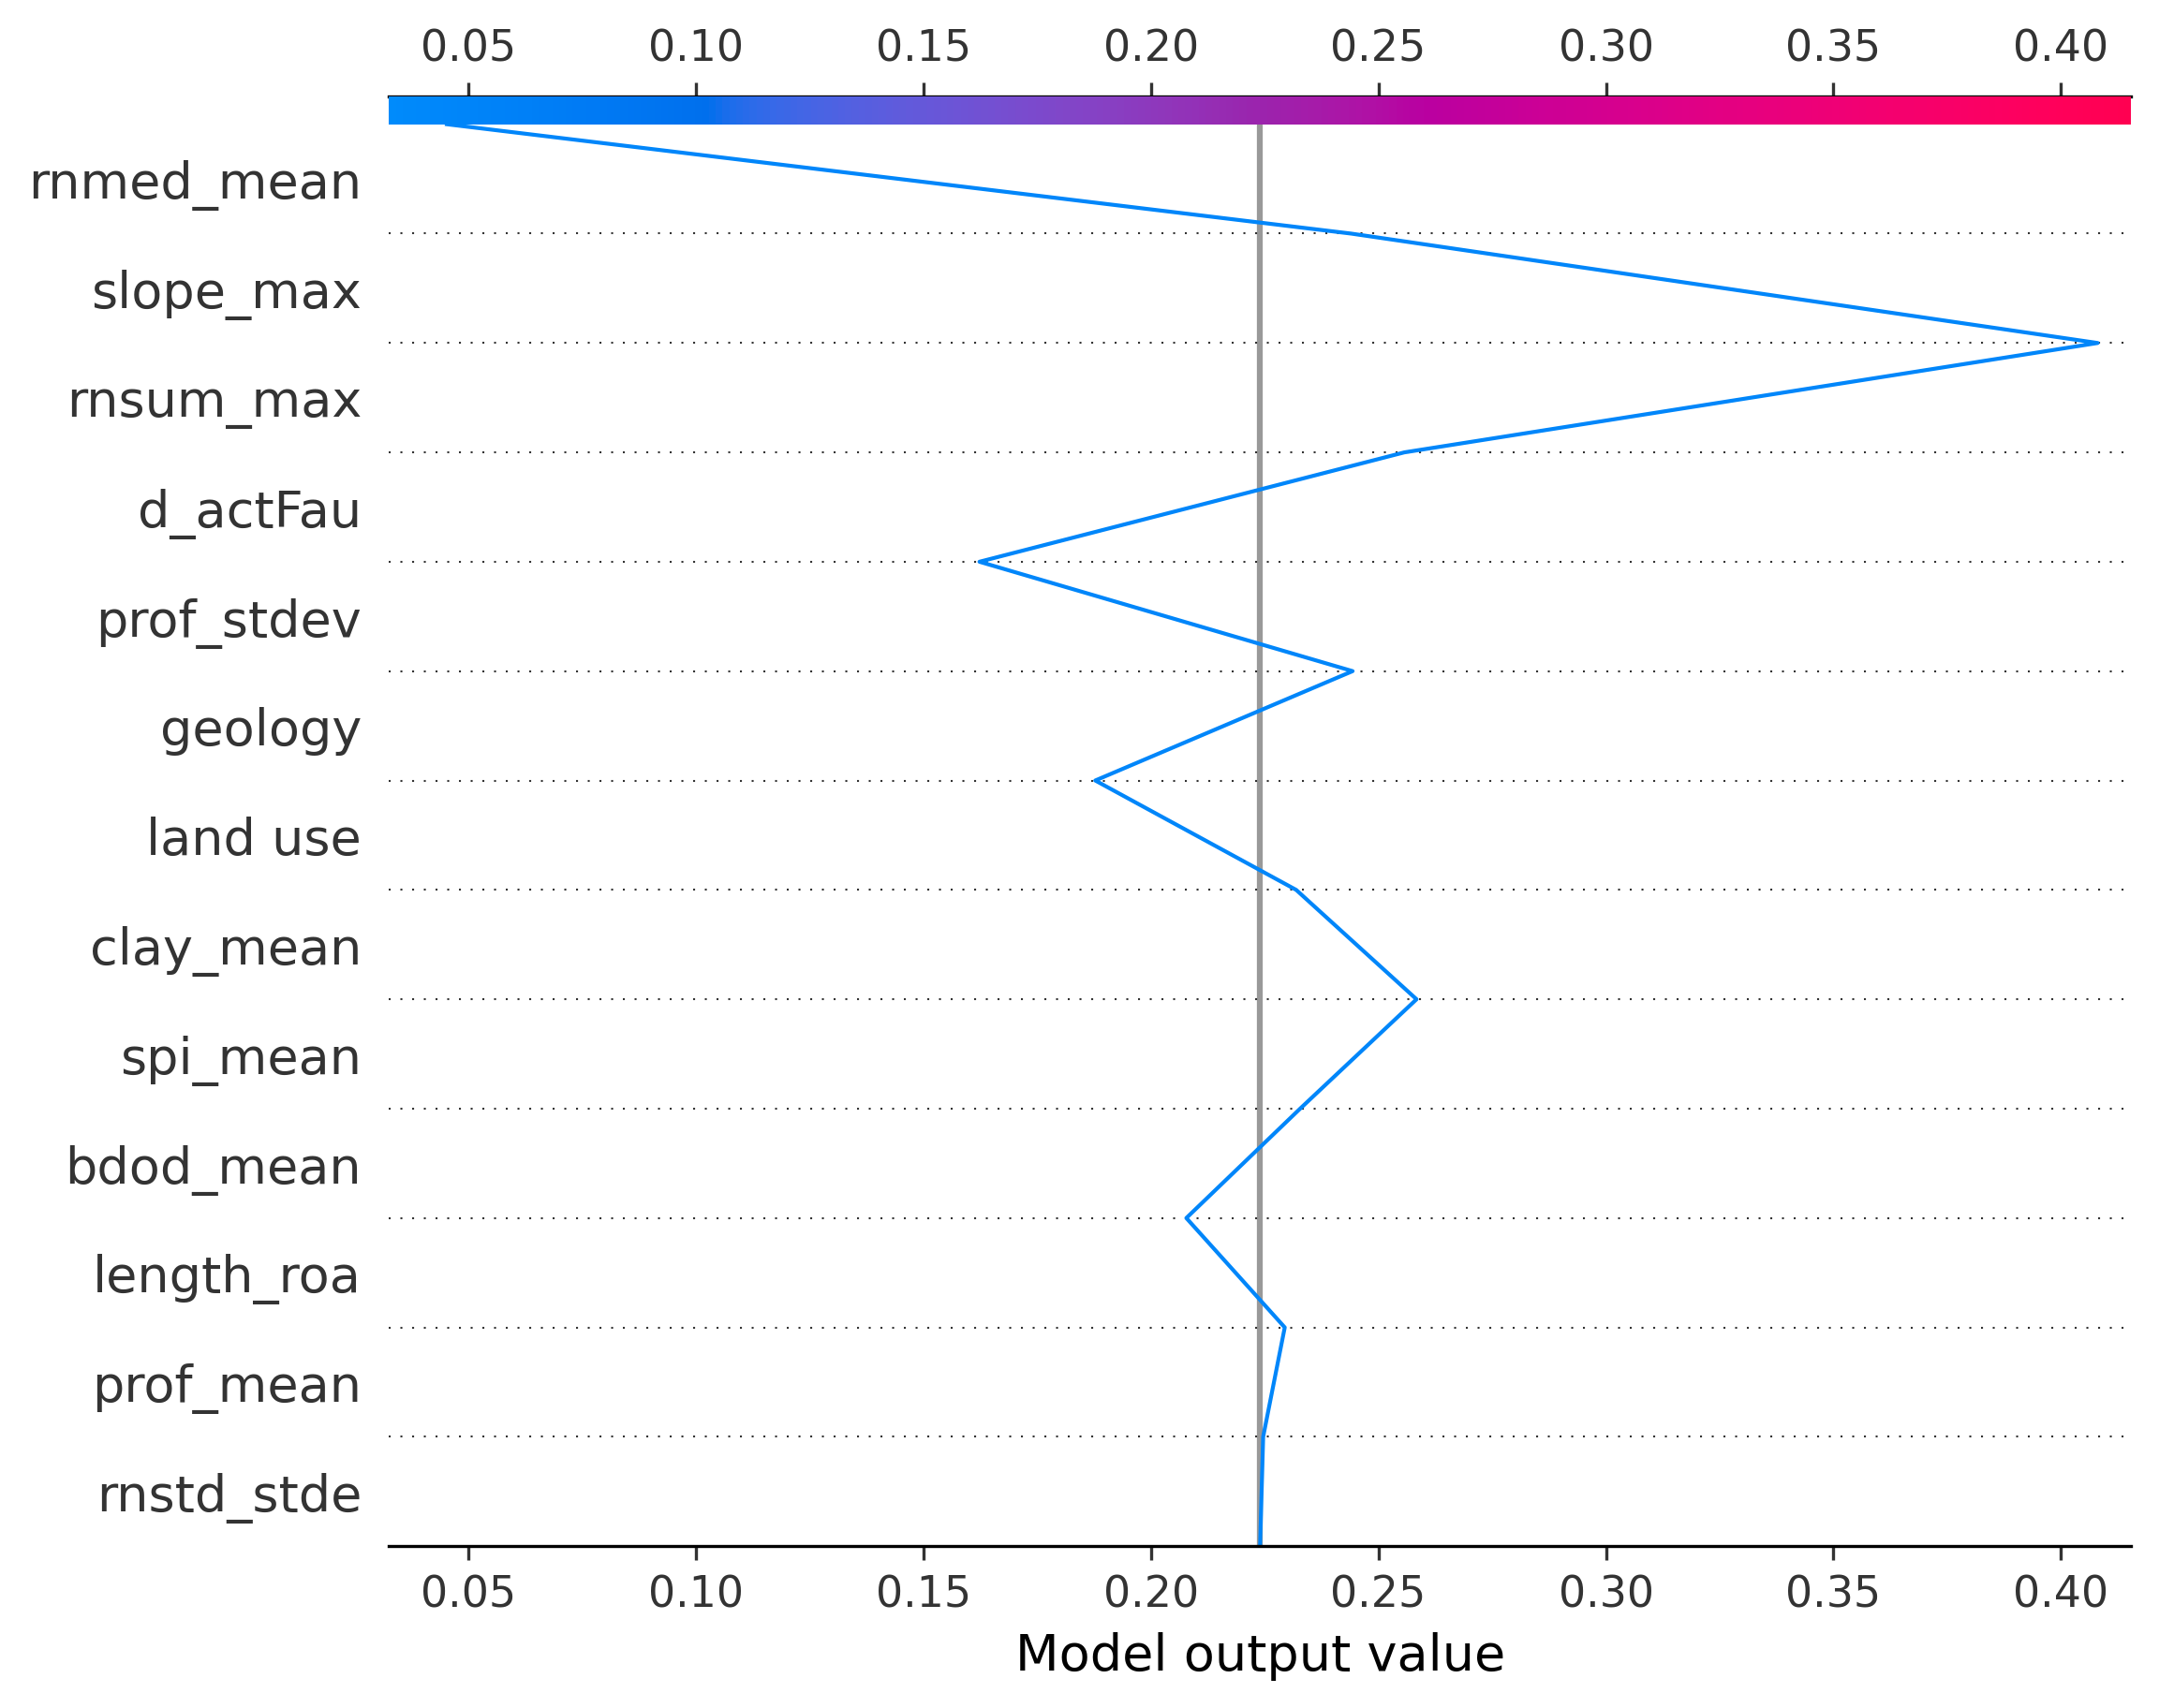 0.05 0.10 0.15 0.20 0.25 0.30 0.35 0.40
rnmed_mean
slope_max
rnsum_max
d_actFau
prof_stdev
geology
land use
clay_mean
spi_mean
bdod_mean
length_roa
prof_mean
rnstd_stde
0.05 0.10 0.15 0.20 0.25 0.30 0.35 0.40
Model output value